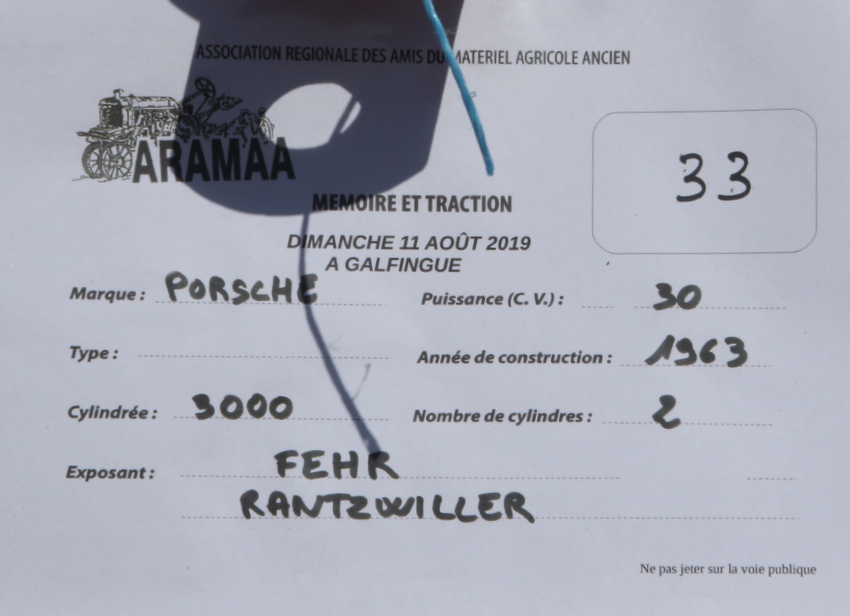 ASSOCIATION REGIONALE DES AMIS DU MATERIEL AGRICOLE ANCIEN
ARAMAA
33
MEMOIRE ET TRACTION
DIMANCHE 11 AOÛT 2019
A GALFINGUE
Marque : PORSCHE Puissance (C. V.) : 30
Type : Année de construction : 1963
Cylindrée : 3000 Nombre de cylindres : 2
Exposant : FEHR
RANTZWILLER
Ne pas jeter sur la voie publique